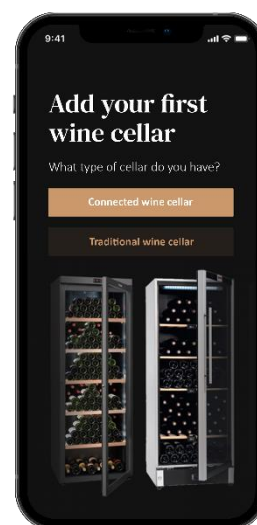 9:41
Add your first
wine cellar
What type of cellar do you have?
Connected wine cellar
Traditional wine cellar